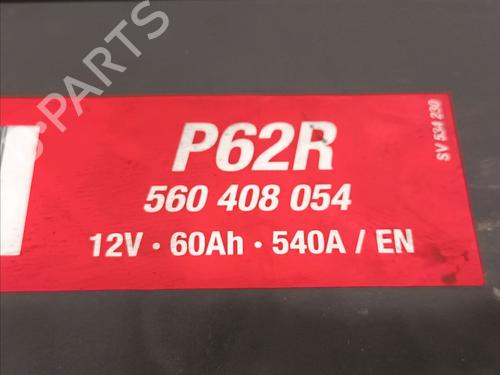 P62R
560 408 054
12V · 60Ah · 540A / EN
SV 534 230
B-PARTS